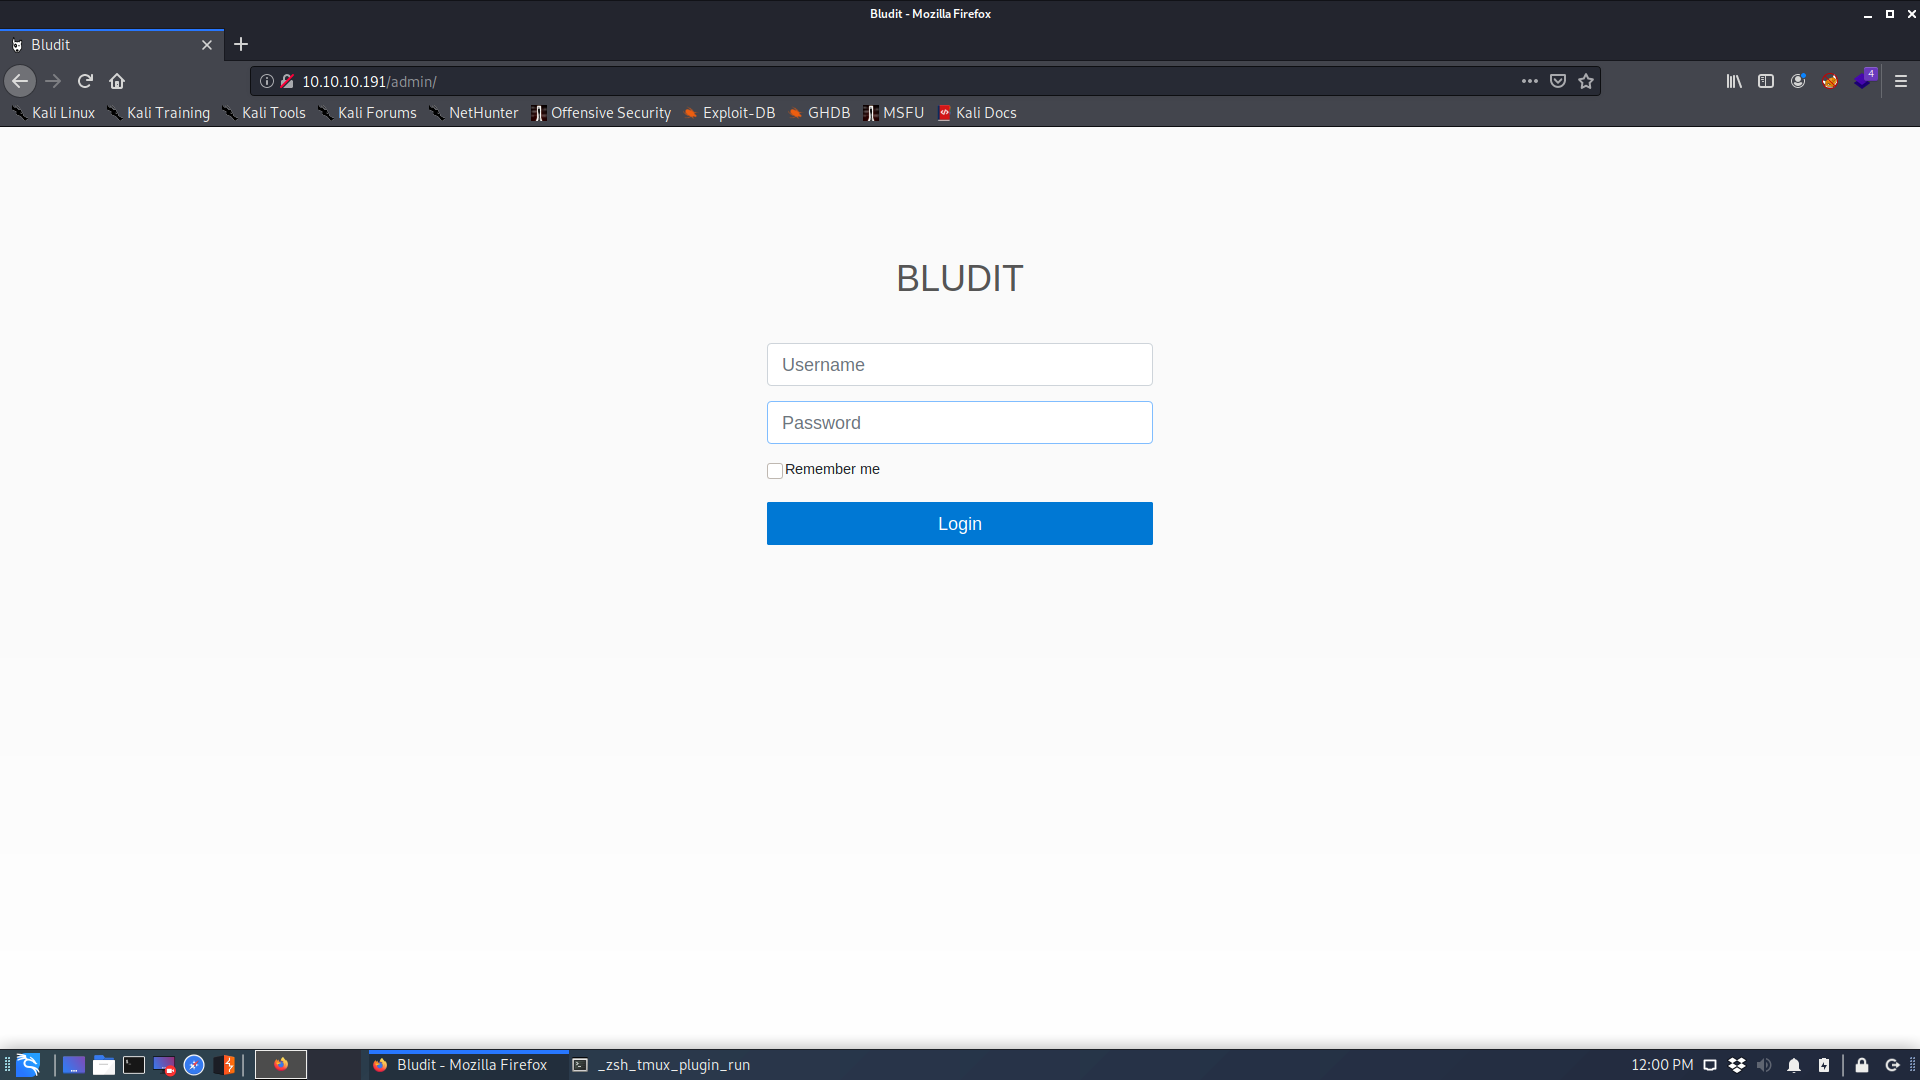 Bludit - Mozilla Firefox
Bludit
10.10.10.191/admin/
4
Kali Linux Kali Training Kali Tools Kali Forums NetHunter Offensive Security Exploit-DB GHDB MSFU Kali Docs
BLUDIT
Username
Password
Remember me
Login
Bludit - Mozilla Firefox _zsh_tmux_plugin_run 12:00 PM